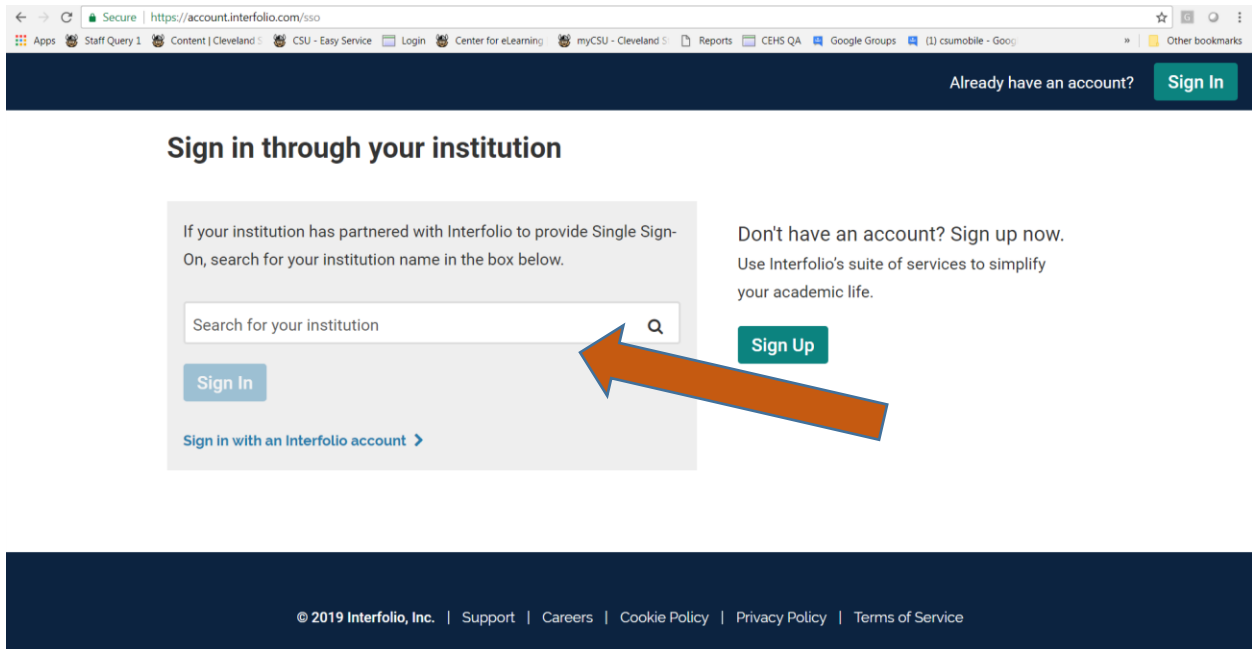 Secure | https://account.interfolio.com/sso
Apps Staff Query 1 Content | Cleveland S CSU - Easy Service Login Center for eLearning myCSU - Cleveland S Reports CEHS QA Google Groups (1) csumobile - Goog » Other bookmarks
Already have an account? Sign In
Sign in through your institution
If your institution has partnered with Interfolio to provide Single Sign-
On, search for your institution name in the box below.
Search for your institution
Sign In
Sign in with an Interfolio account
Don't have an account? Sign up now.
Use Interfolio's suite of services to simplify
your academic life.
Sign Up
© 2019 Interfolio, Inc. | Support | Careers | Cookie Policy | Privacy Policy | Terms of Service